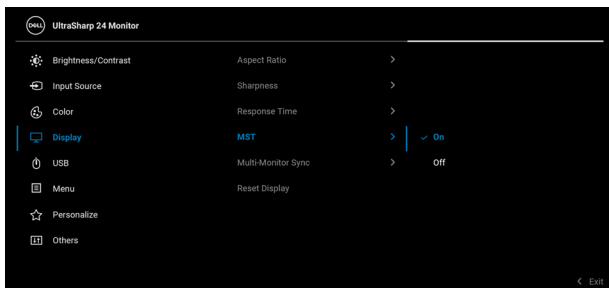 DELL UltraSharp 24 Monitor
Brightness/Contrast Aspect Ratio
Input Source Sharpness
Color Response Time
Display MST On
USB Multi-Monitor Sync Off
Menu Reset Display
Personalize
Others
Exit